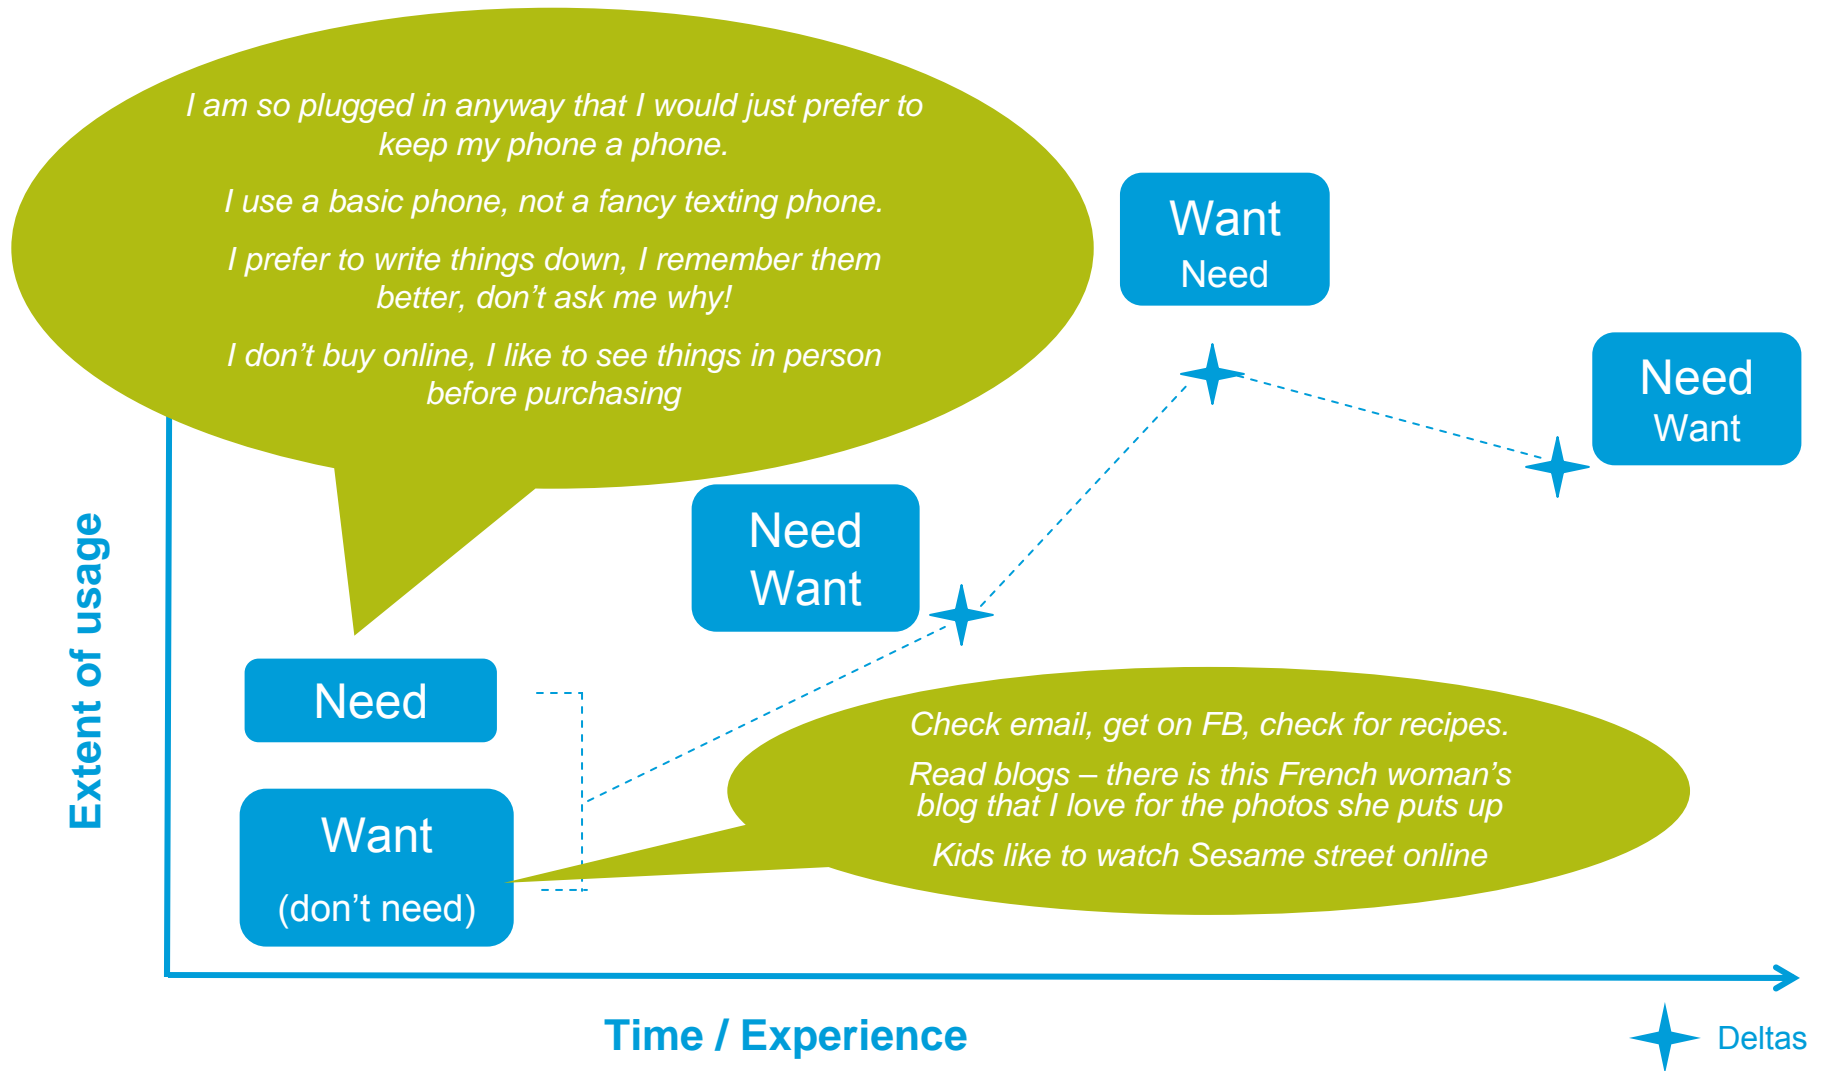 I am so plugged in anyway that I would just prefer to
keep my phone a phone.
I use a basic phone, not a fancy texting phone.
I prefer to write things down, I remember them
better, don’t ask me why!
I don’t buy online, I like to see things in person
before purchasing
Want
Need
Need
Want
Need
Want
Extent of usage
Need
Want
(don’t need)
Check email, get on FB, check for recipes.
Read blogs – there is this French woman’s
blog that I love for the photos she puts up
Kids like to watch Sesame street online
Time / Experience
Deltas